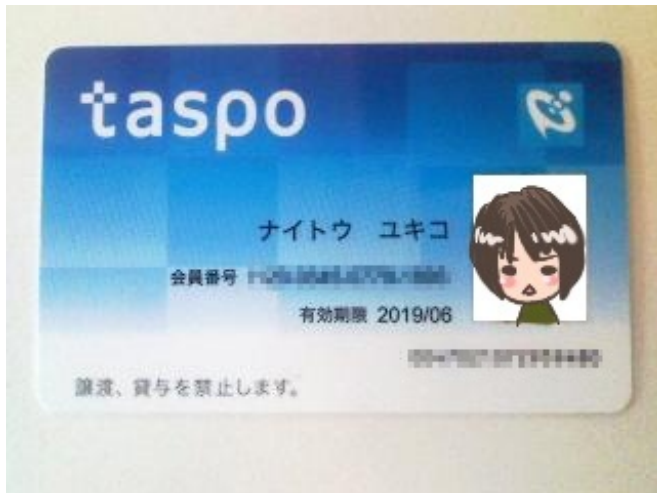 taspo
ナイトウ ユキコ
会員番号
有効期限 2019/06
譲渡、貸与を禁止します。